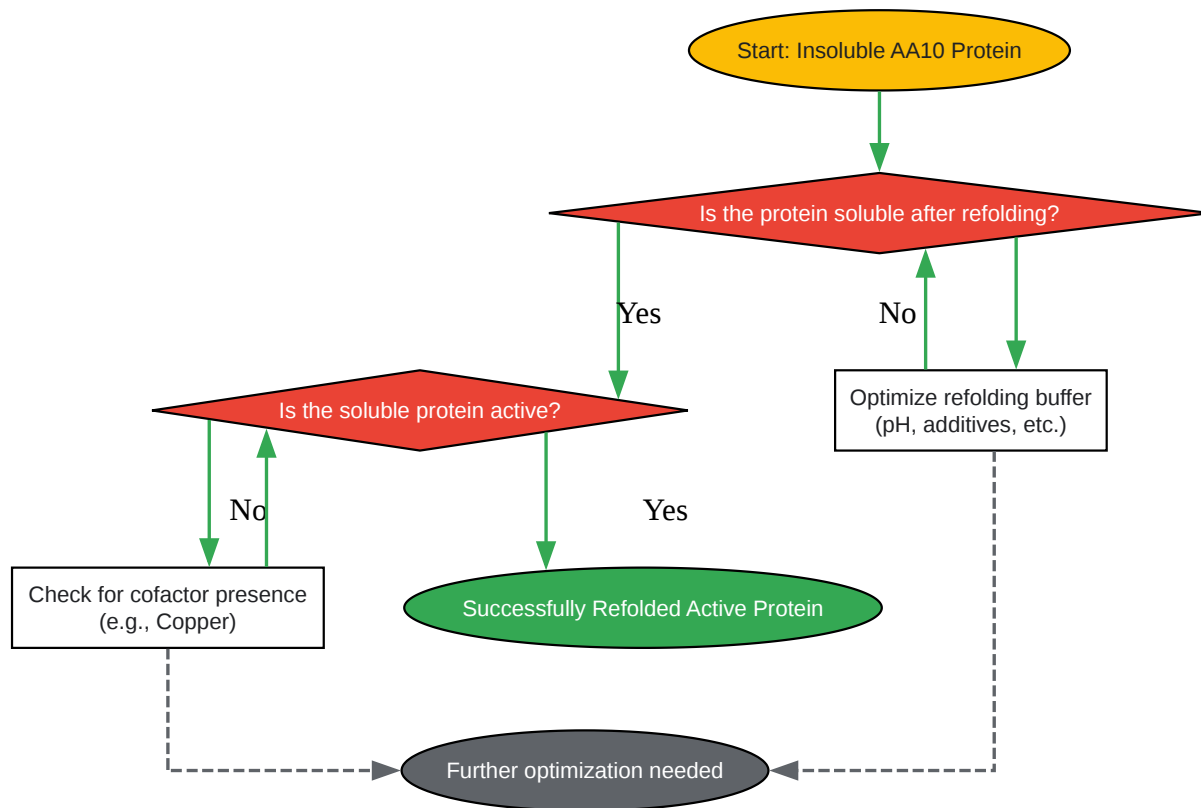 Start: Insoluble AA10 Protein
Is the protein soluble after refolding?
Yes
No
Is the soluble protein active?
Optimize refolding buffer
(pH, additives, etc.)
No
Yes
Check for cofactor presence
(e.g., Copper)
Successfully Refolded Active Protein
Further optimization needed